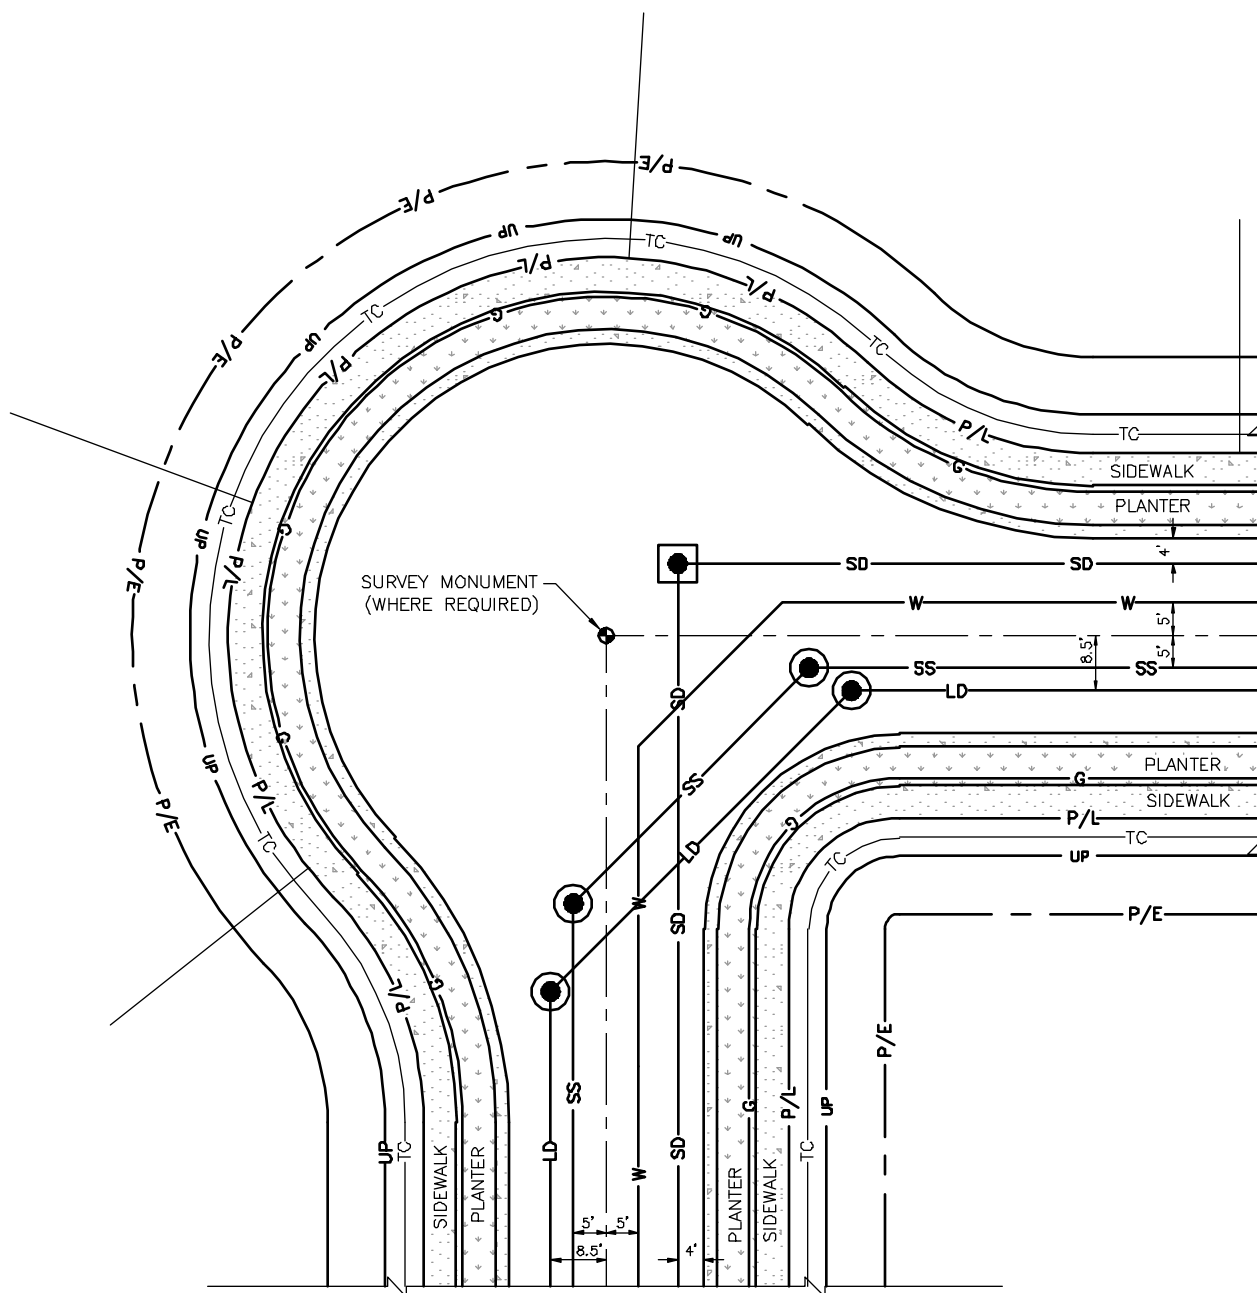 P/E
P/E
UP
UP
TC
P/L
P/L
P/E
TC
G
G
UP
P/L
TC
P/L
TC
SIDEWALK
G
TC
G
PLANTER
UP
4'
P/E
P/L
SURVEY MONUMENT
(WHERE REQUIRED)
SD
SD
W
W
5'
8.5'
5'
SS
SS
LD
SD
G
UP
P/L
PLANTER
G
SIDEWALK
P/E
SS
G
P/L
TC
TC
LD
TC
UP
W
SD
P/E
G
P/L
P/E
SS
G
P/L
UP
UP
TC
SIDEWALK
PLANTER
LD
W
SD
PLANTER
SIDEWALK
TC
5'
5'
8.5'
4'